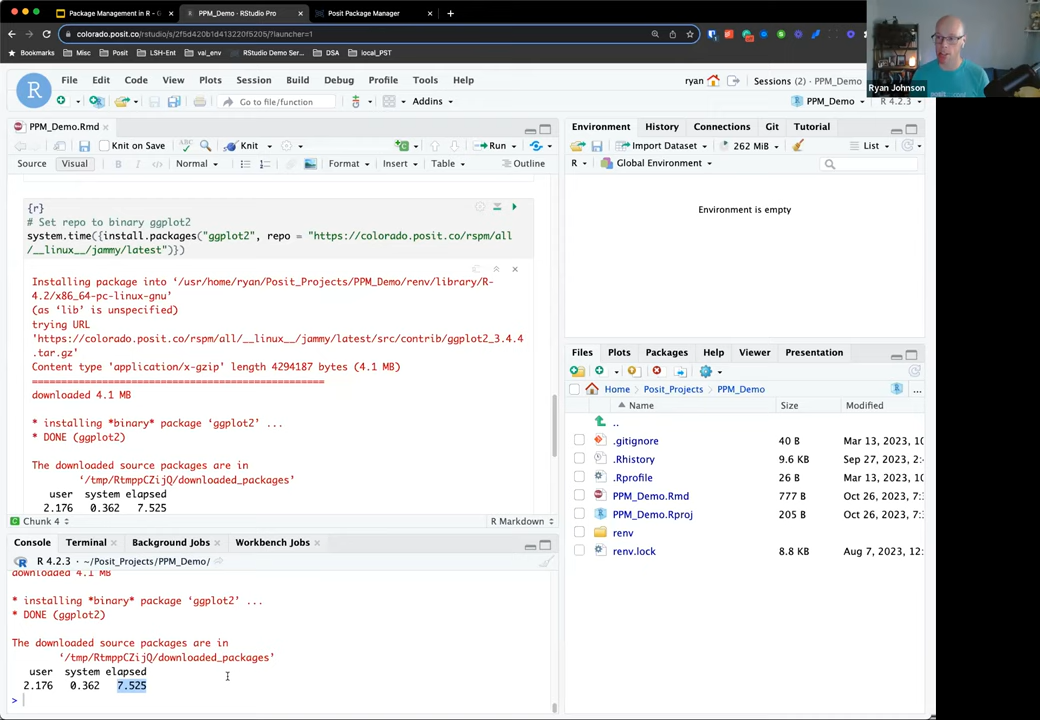 Package Management in R - G
PPM_Demo - RStudio Pro
Posit Package Manager
colorado.posit.co/rstudio/s/2f5d420b1d413220f5205/?launcher=1
Bookmarks Misc Posit LSH-Ent vai_env RStudio Demo Ser... DSA local_PST
Ryan Johnson
R File Edit Code View Plots Session Build Debug Profile Tools Help
ryan Sessions (2) PPM_Demo
Go to file/function Addins
PPM_Demo R 4.2.3
PPM_Demo.Rmd
Knit on Save ABC Knit Run
Source Visual B I Normal Format Insert Table Outline
{r}
# Set repo to binary ggplot2
system.time({install.packages("ggplot2", repo = "https://colorado.posit.co/rspm/all
/__linux__/jammy/latest")})
Installing package into ‘/usr/home/ryan/Posit_Projects/PPM_Demo/renv/library/R-
4.2/x86_64-pc-linux-gnu’
(as ‘lib’ is unspecified)
trying URL
'https://colorado.posit.co/rspm/all/__linux__/jammy/latest/src/contrib/ggplot2_3.4.4
.tar.gz'
Content type 'application/x-gzip' length 4294187 bytes (4.1 MB)
==================================================
downloaded 4.1 MB
* installing *binary* package ‘ggplot2’ ...
* DONE (ggplot2)
The downloaded source packages are in
‘/tmp/RtmppCZijQ/downloaded_packages’
user system elapsed
2.176 0.362 7.525
Chunk 4 R Markdown
Console Terminal Background Jobs Workbench Jobs
R 4.2.3 · ~/Posit_Projects/PPM_Demo/
downloaded 4.1 MB
* installing *binary* package ‘ggplot2’ ...
* DONE (ggplot2)
The downloaded source packages are in
‘/tmp/RtmppCZijQ/downloaded_packages’
user system elapsed
2.176 0.362 7.525
>
Environment History Connections Git Tutorial
Import Dataset 262 MiB List
R Global Environment
Environment is empty
Files Plots Packages Help Viewer Presentation
Home Posit_Projects PPM_Demo
Name Size Modified
..
.gitignore 40 B Mar 13, 2023, 10
.Rhistory 9.6 KB Sep 27, 2023, 2:
.Rprofile 26 B Mar 13, 2023, 10
PPM_Demo.Rmd 777 B Oct 26, 2023, 7:
PPM_Demo.Rproj 205 B Oct 26, 2023, 7:
renv
renv.lock 8.8 KB Aug 7, 2023, 12: